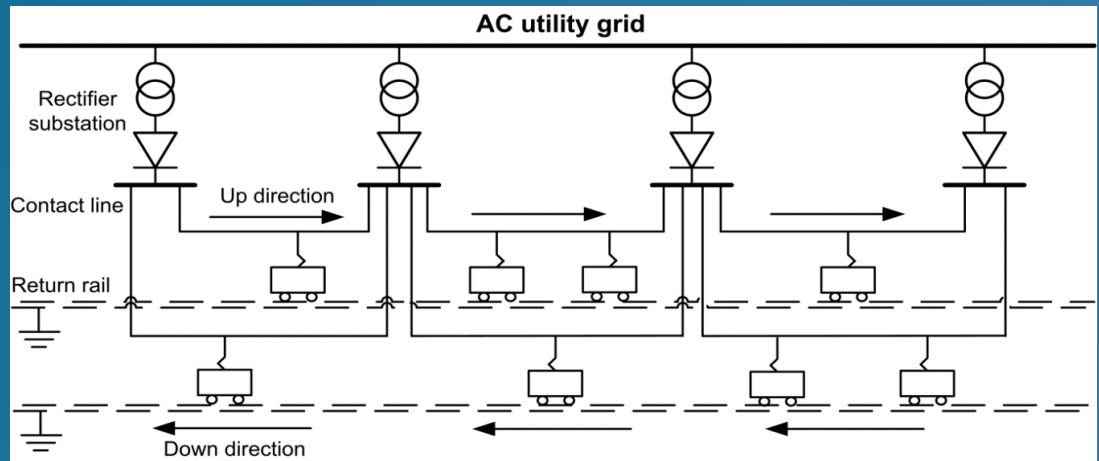 AC utility grid
Rectifier
substation
Contact line
Up direction
Return rail
Down direction